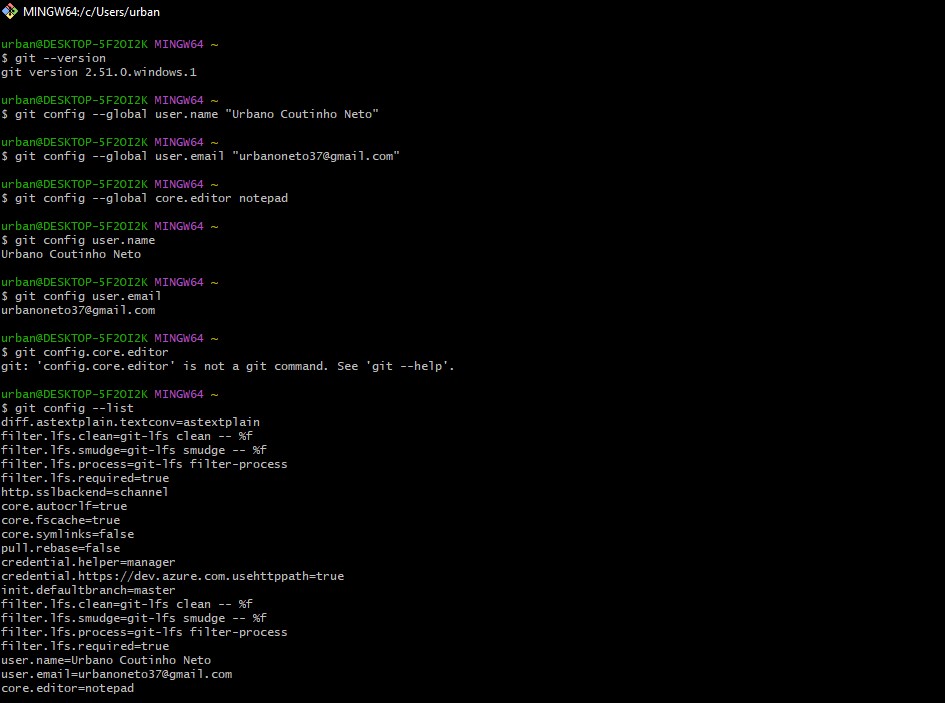 MINGW64:/c/Users/urban
urban@DESKTOP-5F2OI2K MINGW64 ~
$ git --version
git version 2.51.0.windows.1
urban@DESKTOP-5F2OI2K MINGW64 ~
$ git config --global user.name "Urbano Coutinho Neto"
urban@DESKTOP-5F2OI2K MINGW64 ~
$ git config --global user.email "urbanoneto37@gmail.com"
urban@DESKTOP-5F2OI2K MINGW64 ~
$ git config --global core.editor notepad
urban@DESKTOP-5F2OI2K MINGW64 ~
$ git config user.name
Urbano Coutinho Neto
urban@DESKTOP-5F2OI2K MINGW64 ~
$ git config user.email
urbanoneto37@gmail.com
urban@DESKTOP-5F2OI2K MINGW64 ~
$ git config.core.editor
git: 'config.core.editor' is not a git command. See 'git --help'.
urban@DESKTOP-5F2OI2K MINGW64 ~
$ git config --list
diff.astextplain.textconv=astextplain
filter.lfs.clean=git-lfs clean -- %f
filter.lfs.smudge=git-lfs smudge -- %f
filter.lfs.process=git-lfs filter-process
filter.lfs.required=true
http.sslbackend=schannel
core.autocrlf=true
core.fscache=true
core.symlinks=false
pull.rebase=false
credential.helper=manager
credential.https://dev.azure.com.usehttppath=true
init.defaultbranch=master
filter.lfs.clean=git-lfs clean -- %f
filter.lfs.smudge=git-lfs smudge -- %f
filter.lfs.process=git-lfs filter-process
filter.lfs.required=true
user.name=Urbano Coutinho Neto
user.email=urbanoneto37@gmail.com
core.editor=notepad